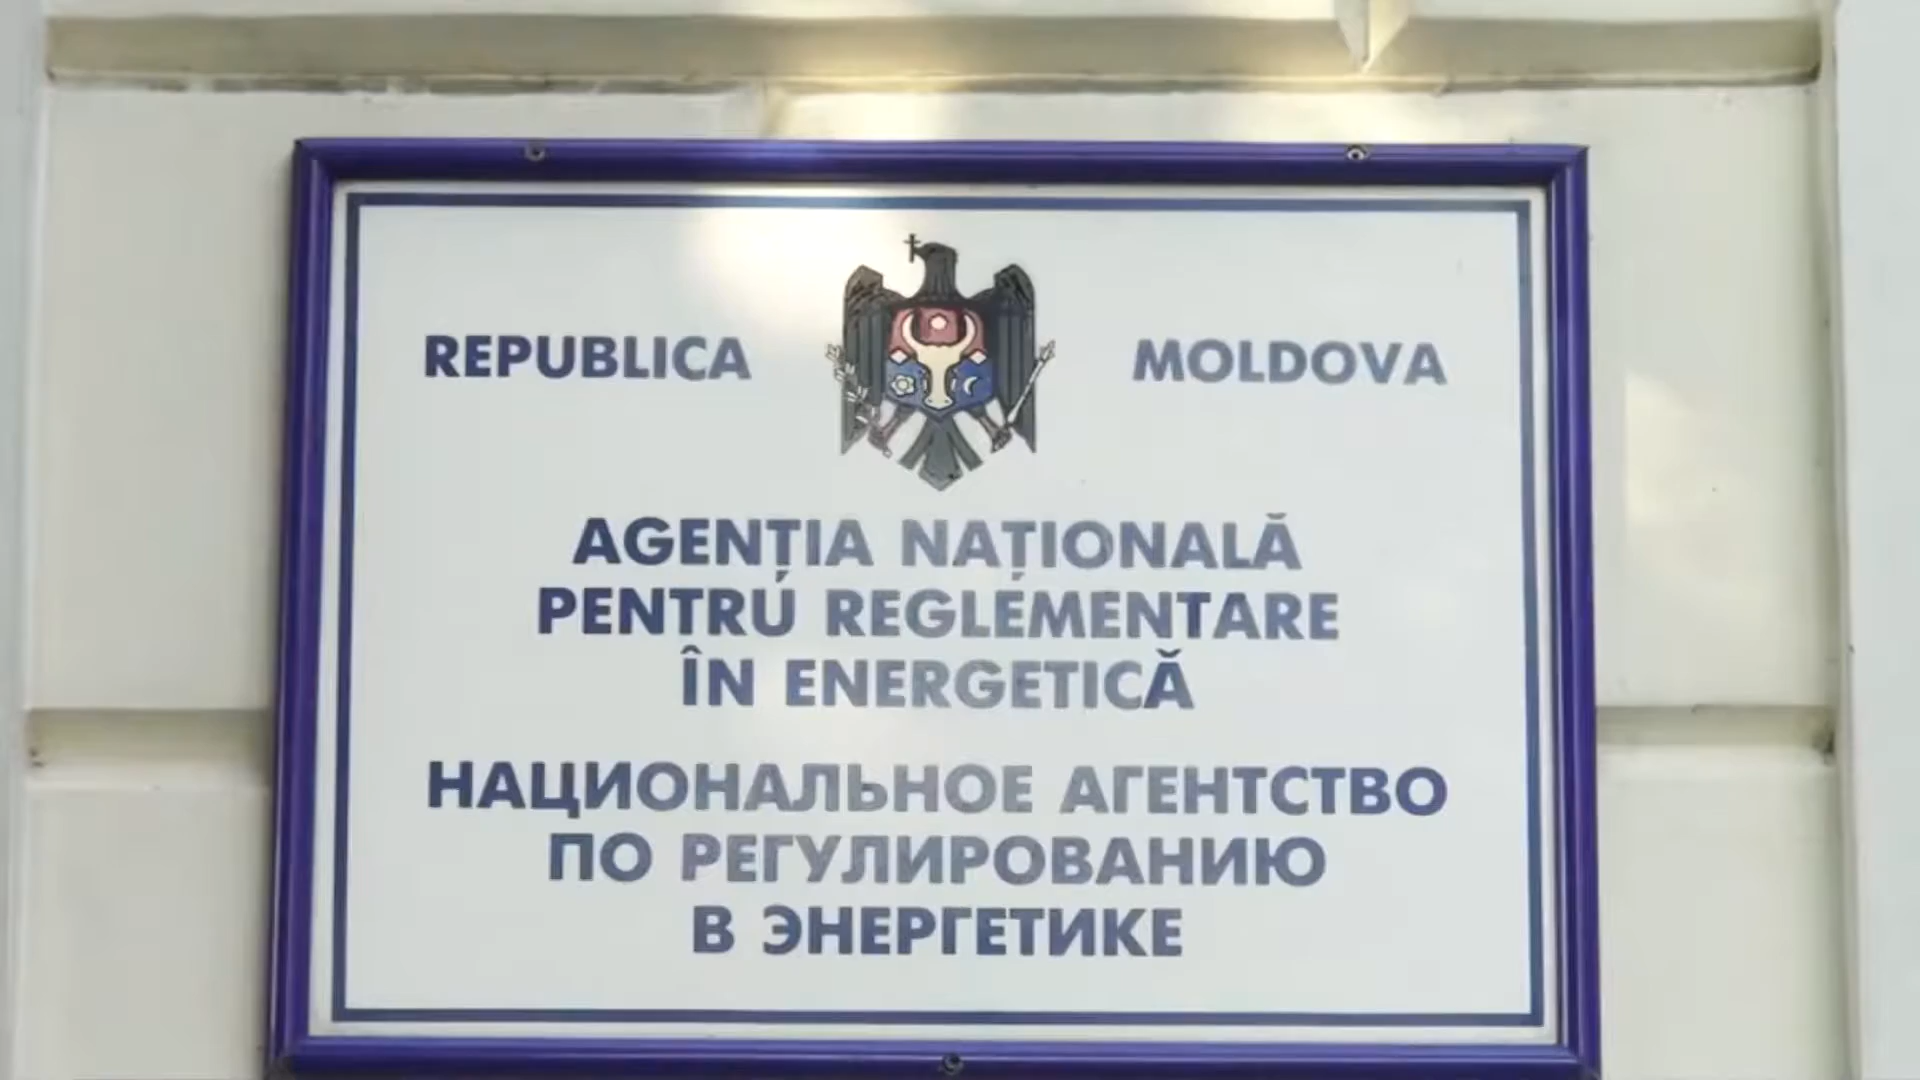 REPUBLICA MOLDOVA
AGENȚIA NAȚIONALĂ
PENTRU REGLEMENTARE
ÎN ENERGETICĂ
НАЦИОНАЛЬНОЕ АГЕНТСТВО
ПО РЕГУЛИРОВАНИЮ
В ЭНЕРГЕТИКЕ